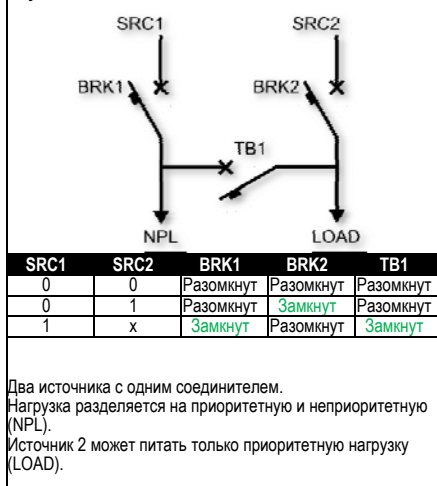 SRC1 SRC2
BRK1 BRK2
TB1
NPL LOAD
SRC1 SRC2 BRK1 BRK2 TB1
0 0 Разомкнут Разомкнут Разомкнут
0 1 Разомкнут Замкнут Разомкнут
1 x Замкнут Разомкнут Замкнут
Два источника с одним соединителем.
Нагрузка разделяется на приоритетную и неприоритетную
(NPL).
Источник 2 может питать только приоритетную нагрузку
(LOAD).